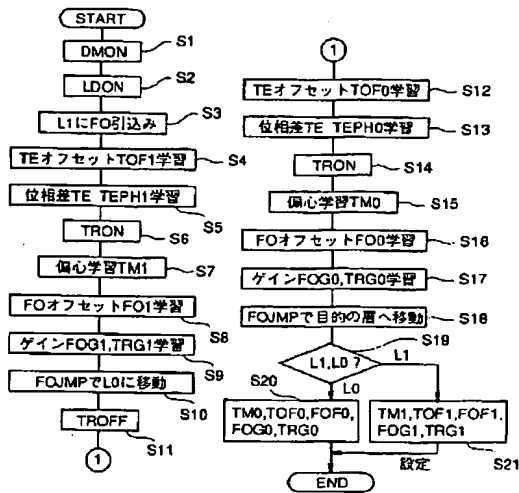 START
DMON
S1
LDON
S2
L1にFO引込み
S3
TEオフセットTOF1学習
S4
位相差TE TEPH1学習
S5
TRON
S6
偏心学習TM1
S7
FOオフセットFO1学習
S8
ゲインFOG1,TRG1学習
S9
FOJMPでL0に移動
S10
TROFF
S11
1
1
TEオフセットTOF0学習
S12
位相差TE TEPH0学習
S13
TRON
S14
偏心学習TM0
S15
FOオフセットFO0学習
S16
ゲインFOG0,TRG0学習
S17
FOJMPで目的の層へ移動
S18
S19
L1,L0 ?
L1
L0
S20
TM0,TOF0,FOF0,
FOG0,TRG0
TM1,TOF1,FOF1,
FOG1,TRG1
S21
設定
END